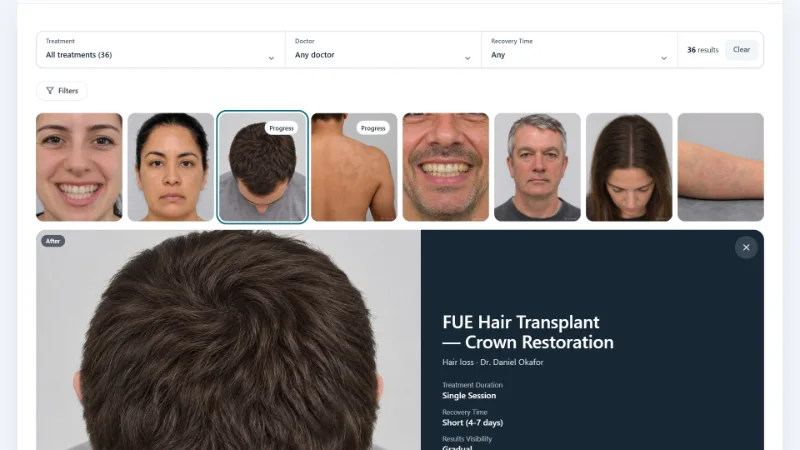 Treatment
All treatments (36)
Doctor
Any doctor
Recovery Time
Any
36 results
Clear
Filters
Progress
Progress
After
FUE Hair Transplant
— Crown Restoration
Hair loss · Dr. Daniel Okafor
Treatment Duration
Single Session
Recovery Time
Short (4-7 days)
Results Visibility
Gradual